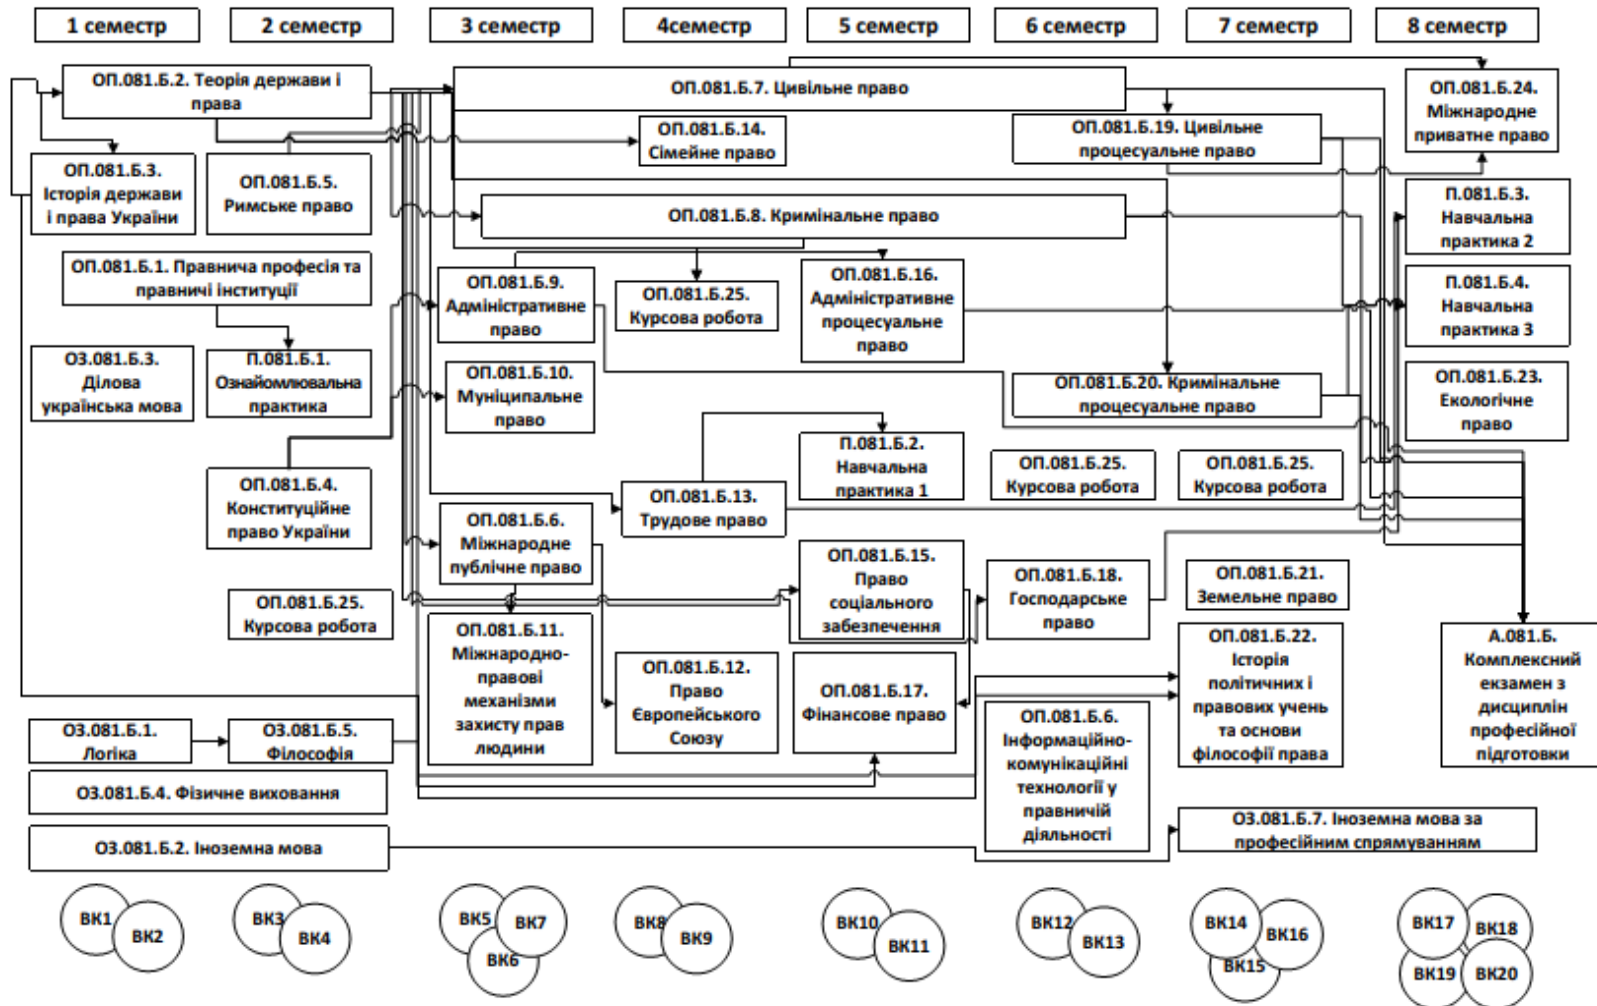 1 семестр
2 семестр
3 семестр
4семестр
5 семестр
6 семестр
7 семестр
8 семестр
ОП.081.Б.2. Теорія держави і
права
ОП.081.Б.3.
Історія держави
і права України
ОП.081.Б.5.
Римське право
ОП.081.Б.1. Правнича професія та
правничі інституції
ОЗ.081.Б.3.
Ділова
українська мова
П.081.Б.1.
Ознайомлювальна
практика
ОП.081.Б.4.
Конституційне
право України
ОП.081.Б.25.
Курсова робота
ОЗ.081.Б.1.
Логіка
ОЗ.081.Б.5.
Філософія
ОЗ.081.Б.4. Фізичне виховання
ОЗ.081.Б.2. Іноземна мова
ОП.081.Б.7. Цивільне право
ОП.081.Б.14.
Сімейне право
ОП.081.Б.8. Кримінальне право
ОП.081.Б.9.
Адміністративне
право
ОП.081.Б.25.
Курсова робота
ОП.081.Б.16.
Адміністративне
процесуальне
право
ОП.081.Б.10.
Муніципальне
право
П.081.Б.2.
Навчальна
практика 1
ОП.081.Б.13.
Трудове право
ОП.081.Б.6.
Міжнародне
публічне право
ОП.081.Б.15.
Право
соціального
забезпечення
ОП.081.Б.11.
Міжнародно-
правові
механізми
захисту прав
людини
ОП.081.Б.12.
Право
Європейського
Союзу
ОП.081.Б.17.
Фінансове право
ОП.081.Б.19. Цивільне
процесуальне право
ОП.081.Б.20. Кримінальне
процесуальне право
ОП.081.Б.25.
Курсова робота
ОП.081.Б.25.
Курсова робота
ОП.081.Б.18.
Господарське
право
ОП.081.Б.21.
Земельне право
ОП.081.Б.6.
Інформаційно-
комунікаційні
технології у
правничій
діяльності
ОП.081.Б.22.
Історія
політичних і
правових учень
та основи
філософії права
ОЗ.081.Б.7. Іноземна мова за
професійним спрямуванням
ОП.081.Б.24.
Міжнародне
приватне право
П.081.Б.3.
Навчальна
практика 2
П.081.Б.4.
Навчальна
практика 3
ОП.081.Б.23.
Екологічне
право
А.081.Б.
Комплексний
екзамен з
дисциплін
професійної
підготовки
ВК1
ВК2
ВК3
ВК4
ВК5
ВК7
ВК6
ВК8
ВК9
ВК10
ВК11
ВК12
ВК13
ВК14
ВК16
ВК15
ВК17
ВК18
ВК19
ВК20